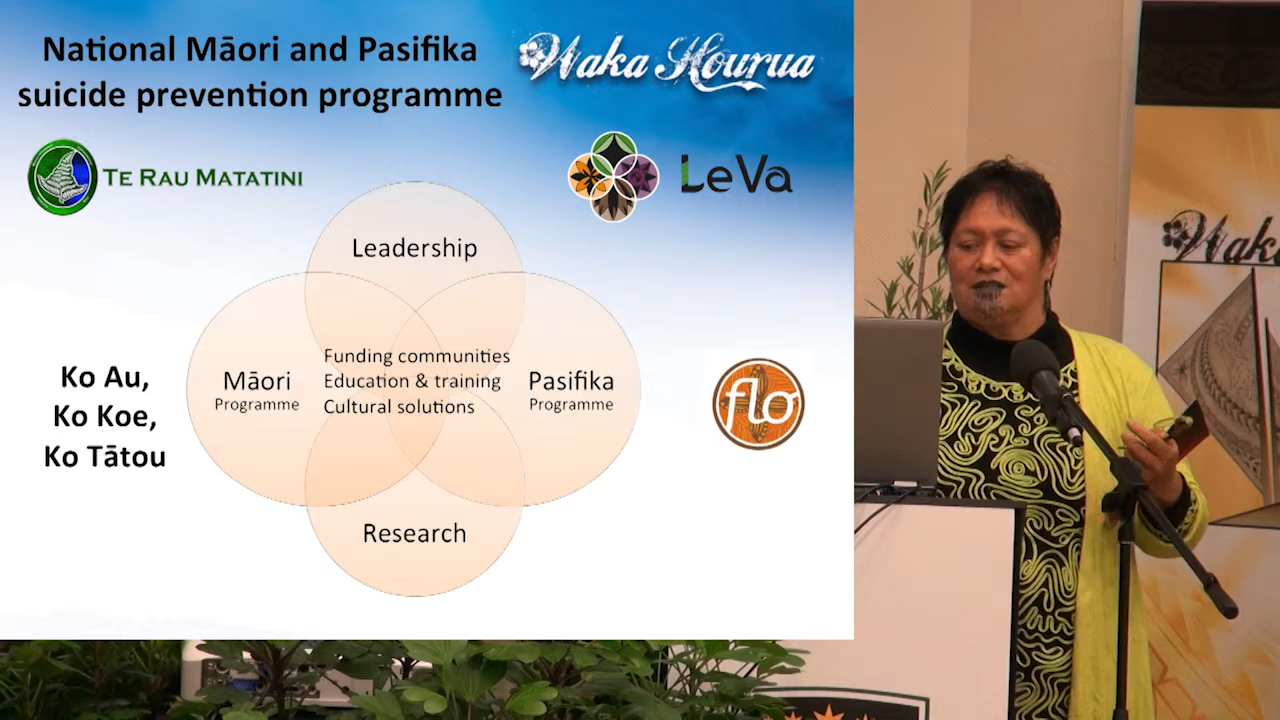 National Māori and Pasifika
suicide prevention programme
Waka Hourua
TE RAU MATATINI
LeVa
Leadership
Funding communities
Education & training
Cultural solutions
Māori
Programme
Pasifika
Programme
Ko Au,
Ko Koe,
Ko Tātou
flo
Research
Waka